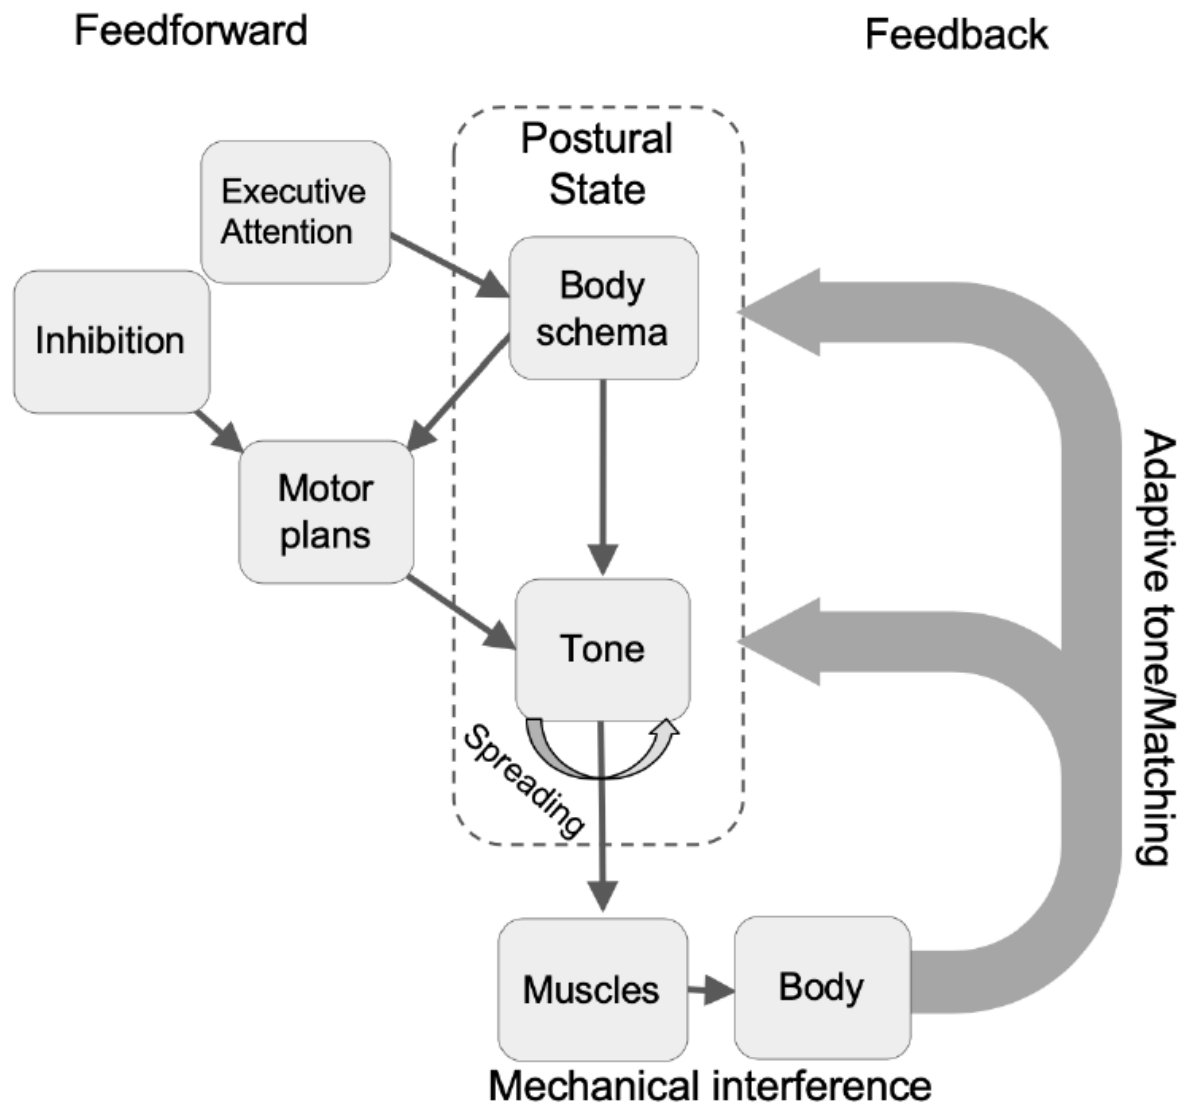 Feedforward
Feedback
Postural
State
Executive
Attention
Body
schema
Inhibition
Motor
plans
Tone
Spreading
Adaptive tone/Matching
Muscles
Body
Mechanical interference